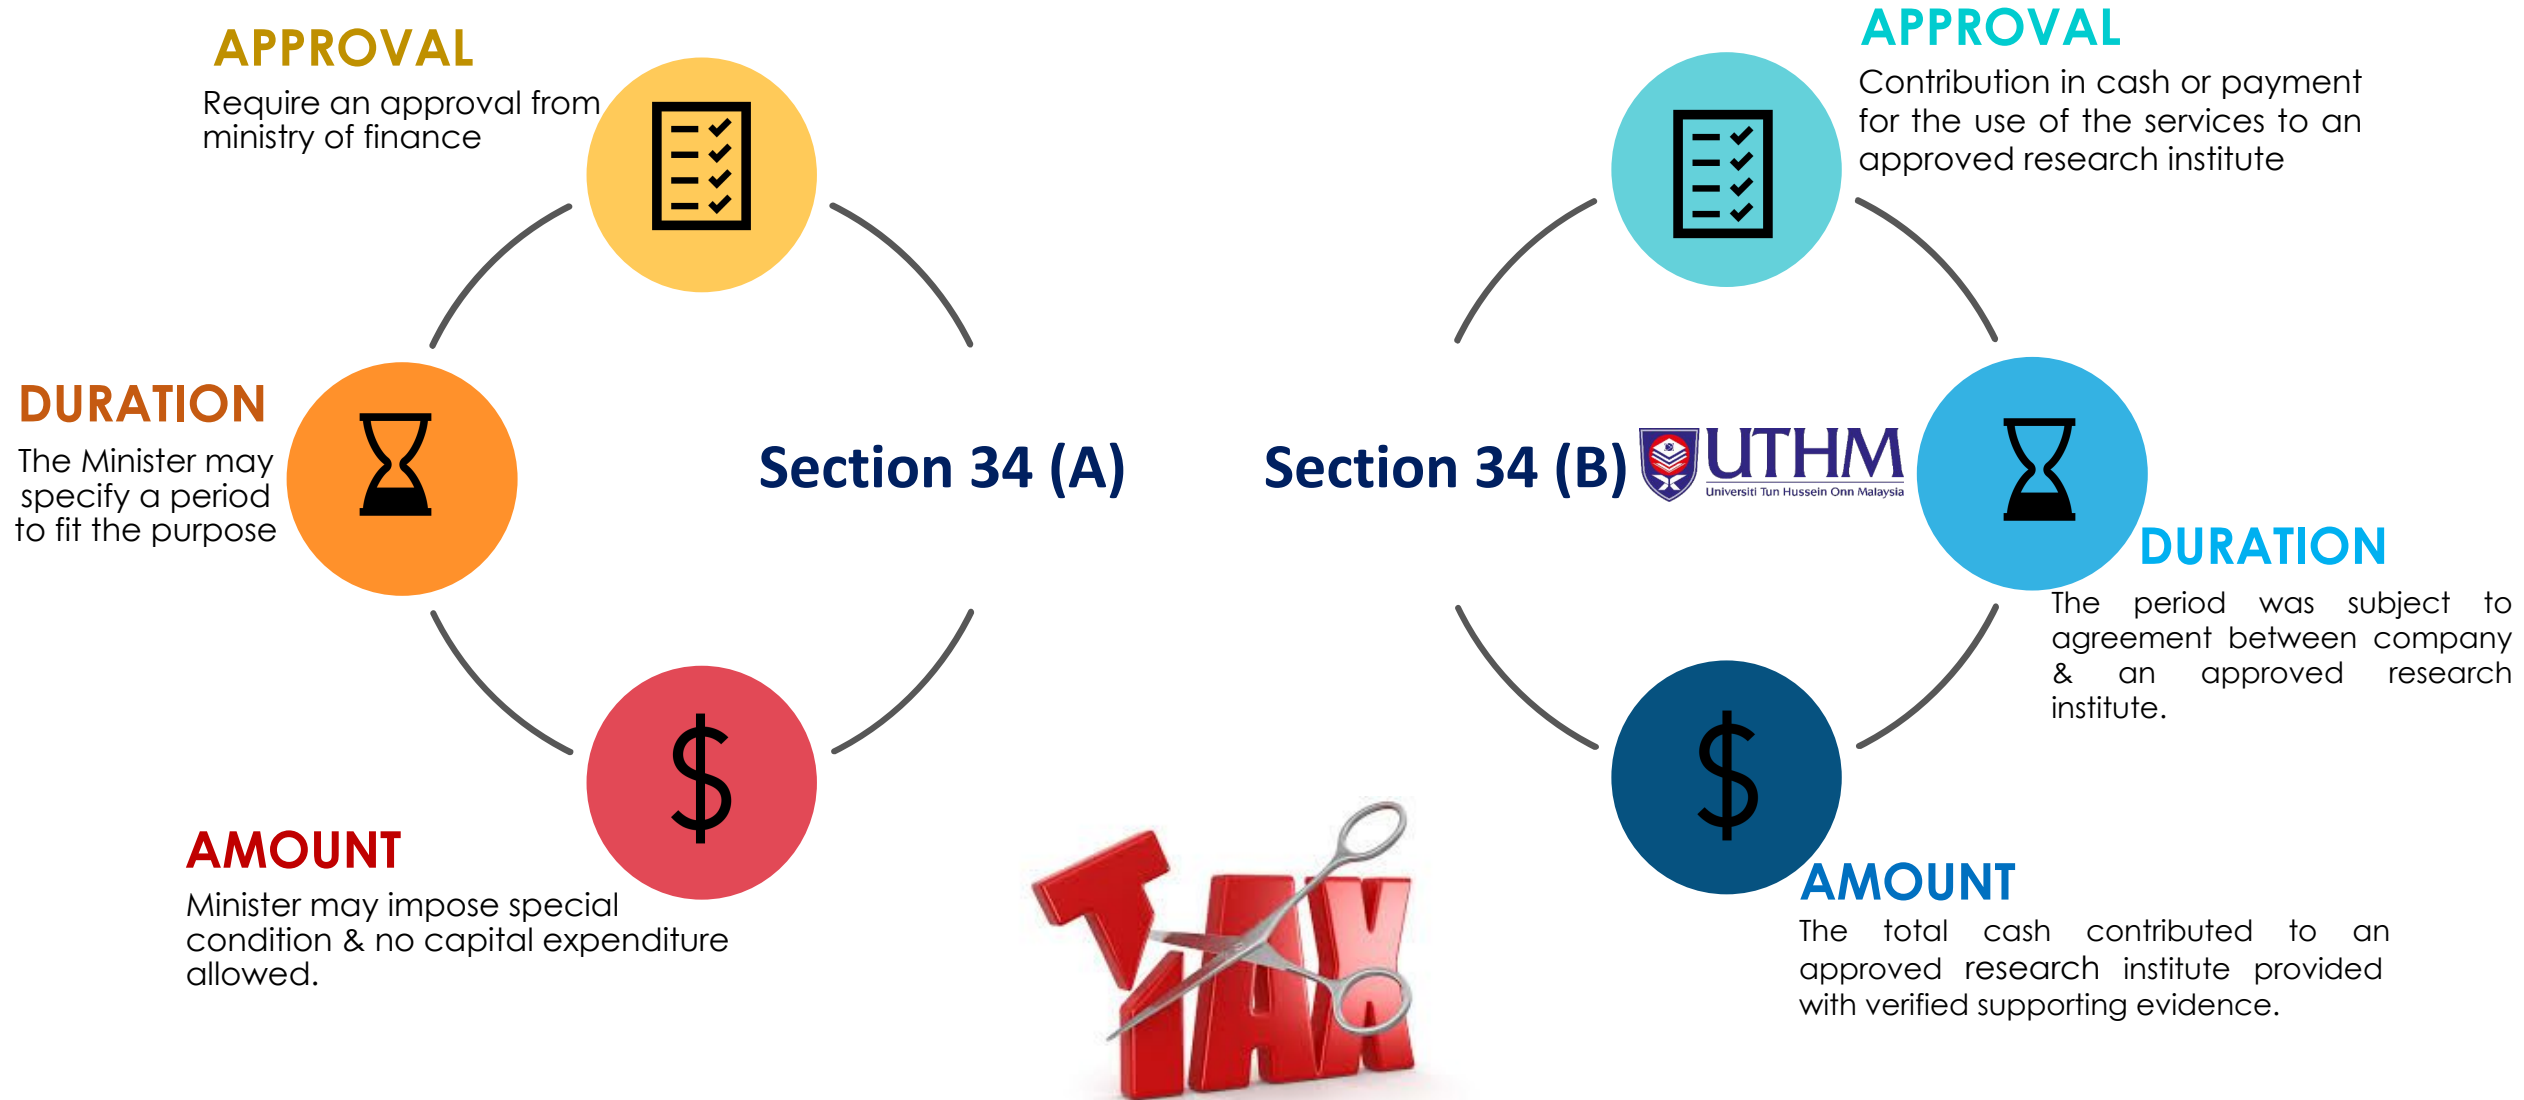 APPROVAL
Require an approval from
ministry of finance
DURATION
The Minister may
specify a period
to fit the purpose
AMOUNT
Minister may impose special
condition & no capital expenditure
allowed.
Section 34 (A)
Section 34 (B)
UTHM
Universiti Tun Hussein Onn Malaysia
APPROVAL
Contribution in cash or payment
for the use of the services to an
approved research institute
DURATION
The period was subject to
agreement between company
& an approved research
institute.
AMOUNT
The total cash contributed to an
approved research institute provided
with verified supporting evidence.
TAX